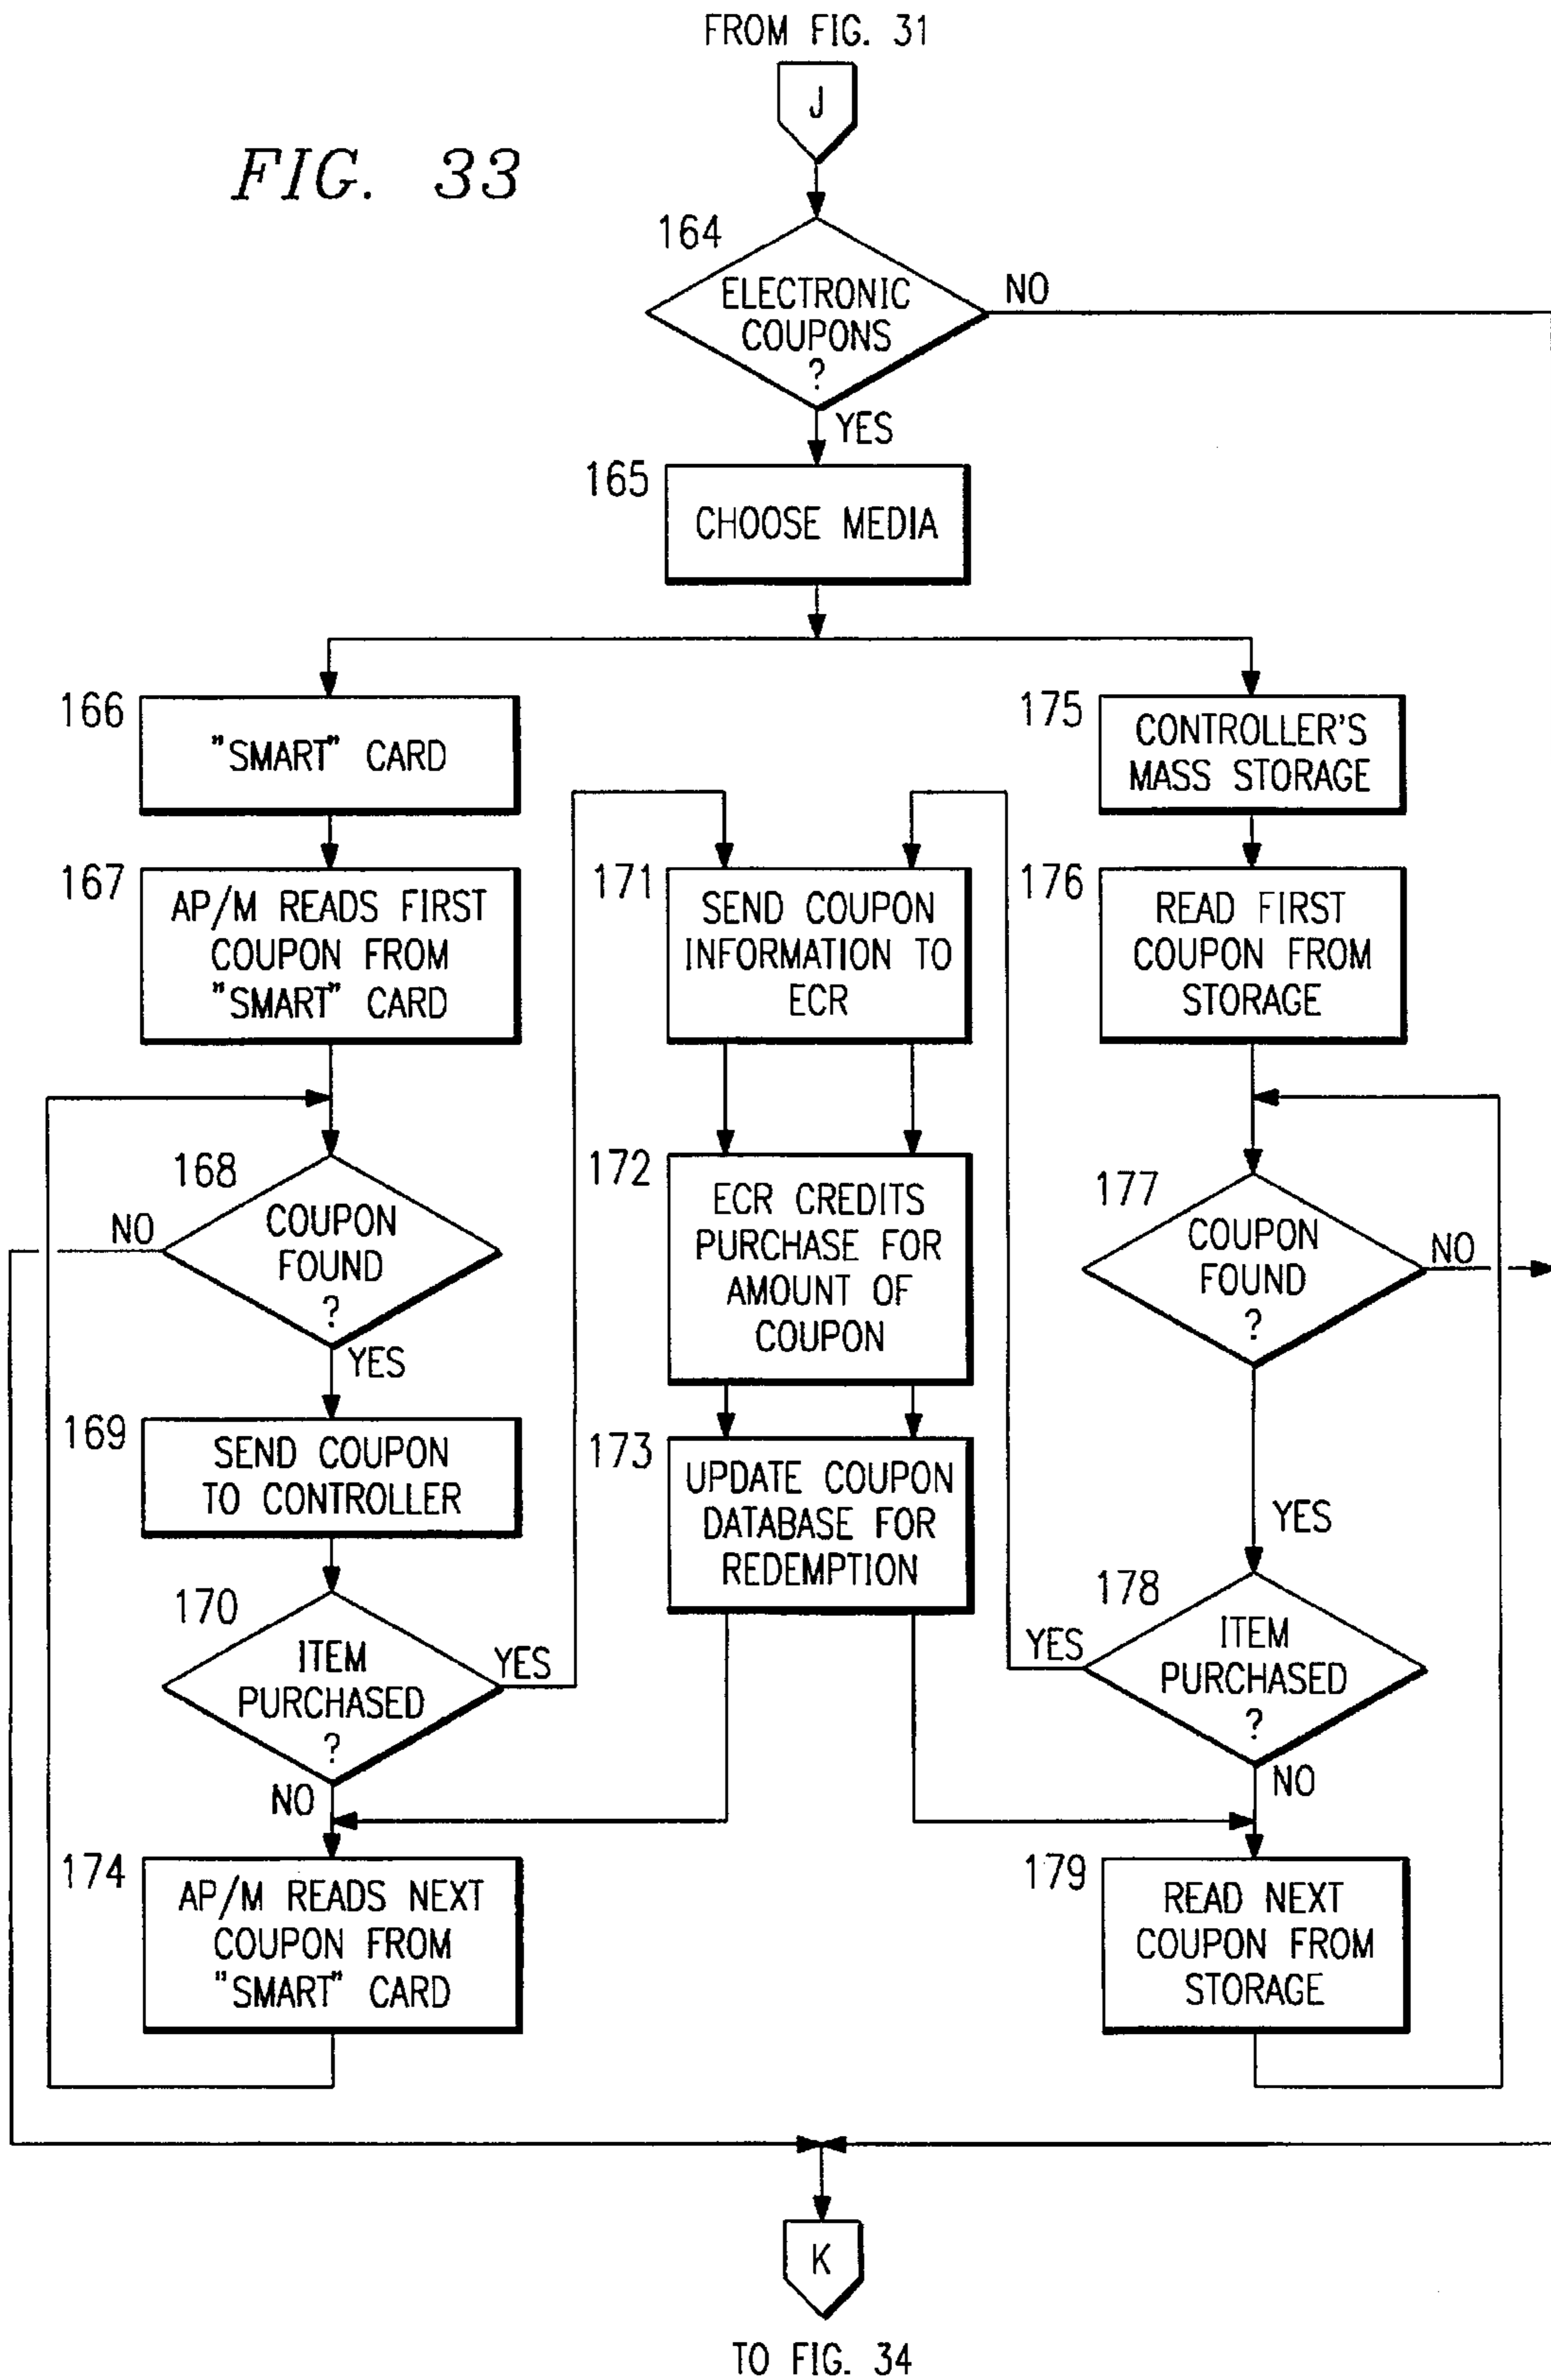 FROM FIG. 31
J
FIG. 33
164
ELECTRONIC
COUPONS
?
NO
YES
165
CHOOSE MEDIA
166
"SMART" CARD
175
CONTROLLER'S
MASS STORAGE
167
AP/M READS FIRST
COUPON FROM
"SMART" CARD
171
SEND COUPON
INFORMATION TO
ECR
176
READ FIRST
COUPON FROM
STORAGE
168
COUPON
FOUND
?
NO
YES
172
ECR CREDITS
PURCHASE FOR
AMOUNT OF
COUPON
177
COUPON
FOUND
?
NO
YES
169
SEND COUPON
TO CONTROLLER
173
UPDATE COUPON
DATABASE FOR
REDEMPTION
170
ITEM
PURCHASED
?
YES
NO
178
ITEM
PURCHASED
?
YES
NO
174
AP/M READS NEXT
COUPON FROM
"SMART" CARD
179
READ NEXT
COUPON FROM
STORAGE
K
TO FIG. 34